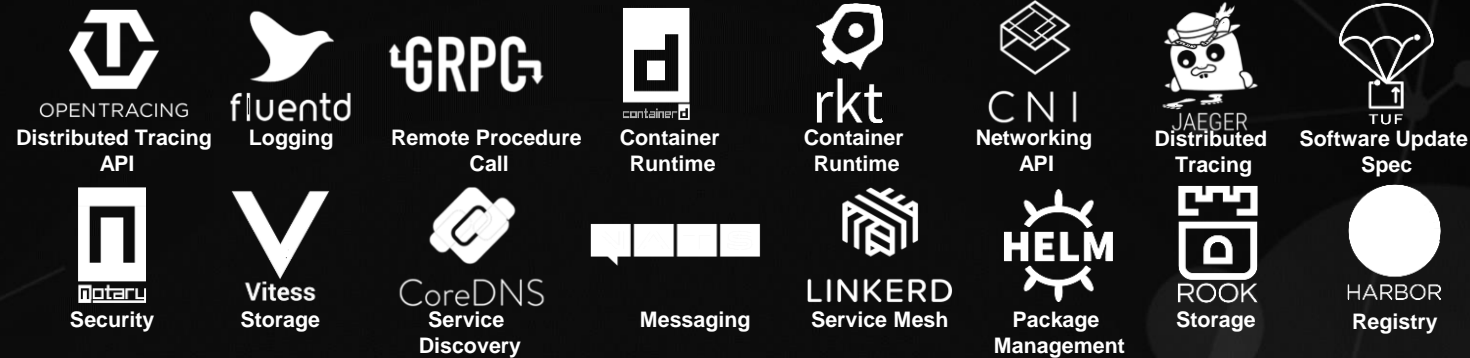 OPENTRACING
Distributed Tracing
API
fluentd
Logging
GRPC
Remote Procedure
Call
d
containerd
Container
Runtime
rkt
Container
Runtime
CNI
Networking
API
JAEGER
Distributed
Tracing
TUF
Software Update
Spec
n
notary
Security
Vitess
Storage
CoreDNS
Service
Discovery
Messaging
LINKERD
Service Mesh
HELM
Package
Management
ROOK
Storage
HARBOR
Registry